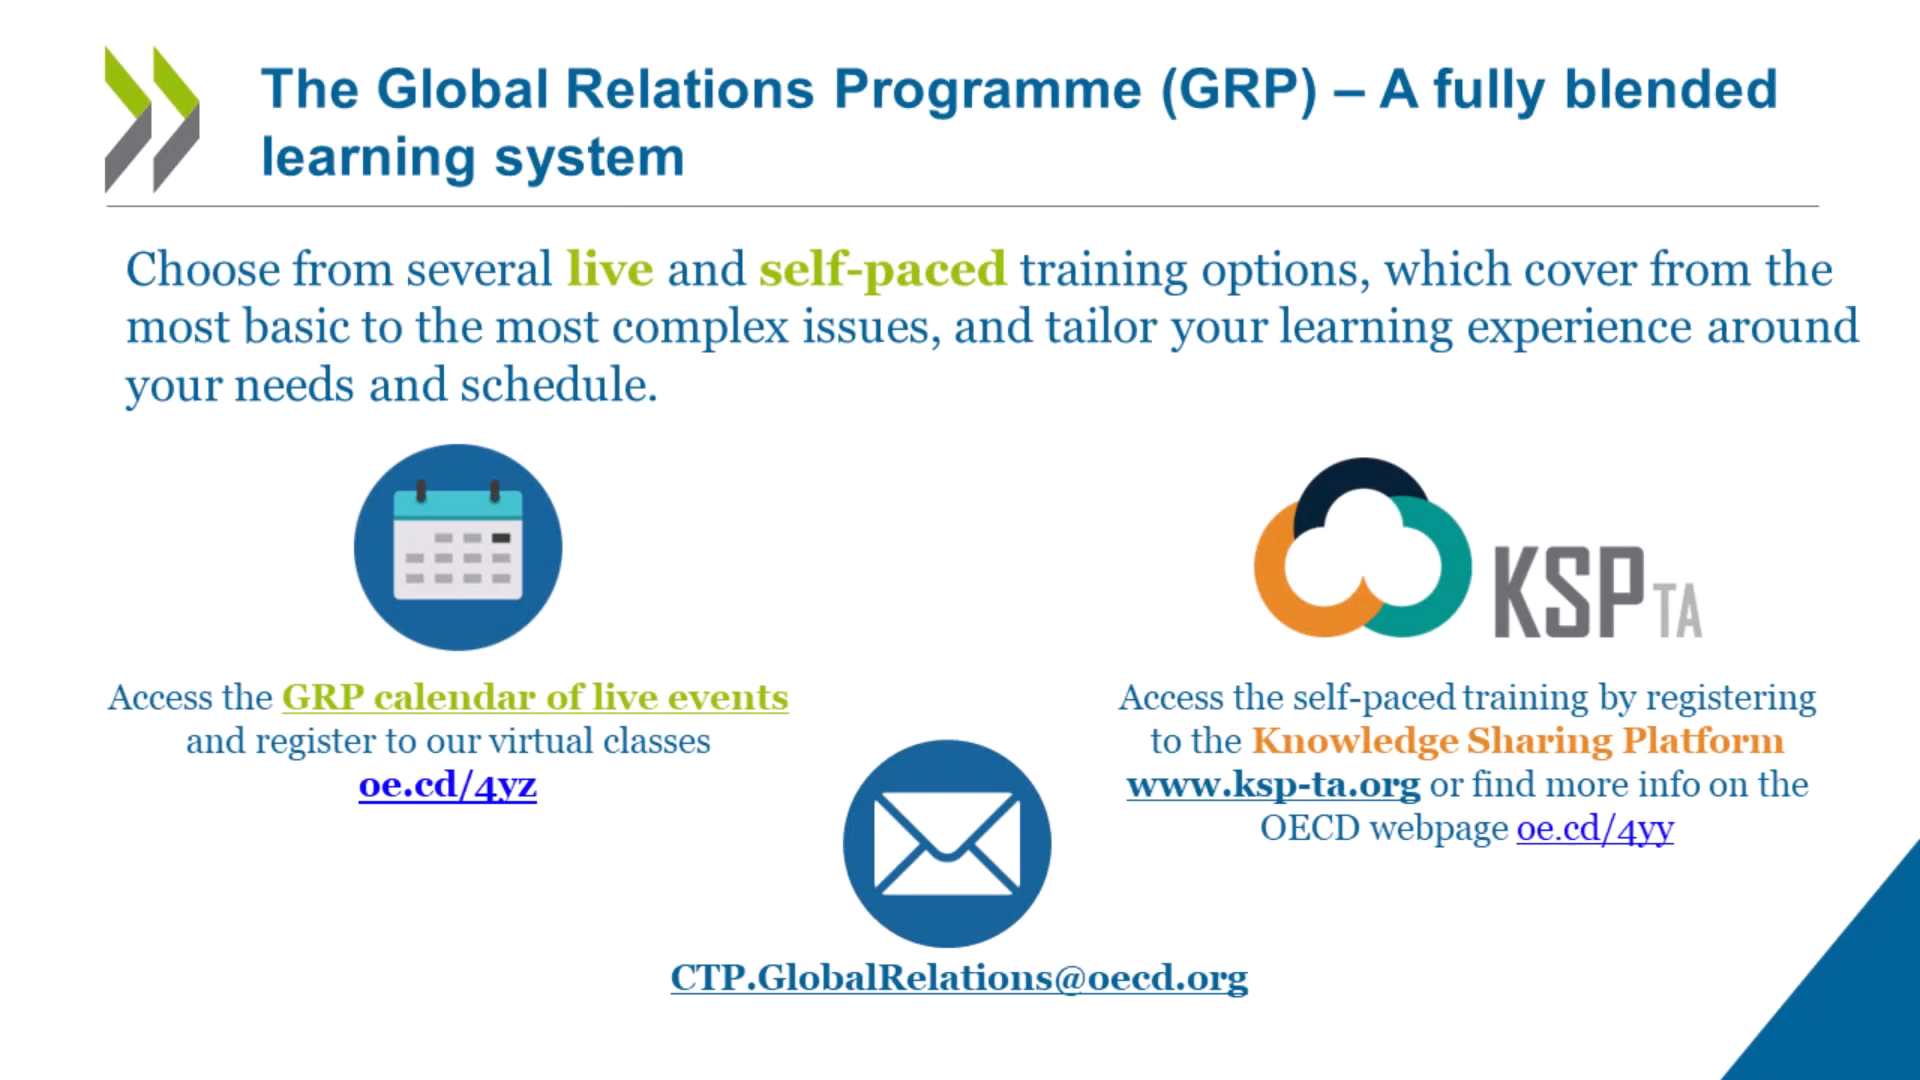 The Global Relations Programme (GRP) – A fully blended
learning system
Choose from several live and self-paced training options, which cover from the
most basic to the most complex issues, and tailor your learning experience around
your needs and schedule.
KSP TA
Access the GRP calendar of live events
and register to our virtual classes
oe.cd/4yz
Access the self-paced training by registering
to the Knowledge Sharing Platform
www.ksp-ta.org or find more info on the
OECD webpage oe.cd/4yy
CTP.GlobalRelations@oecd.org